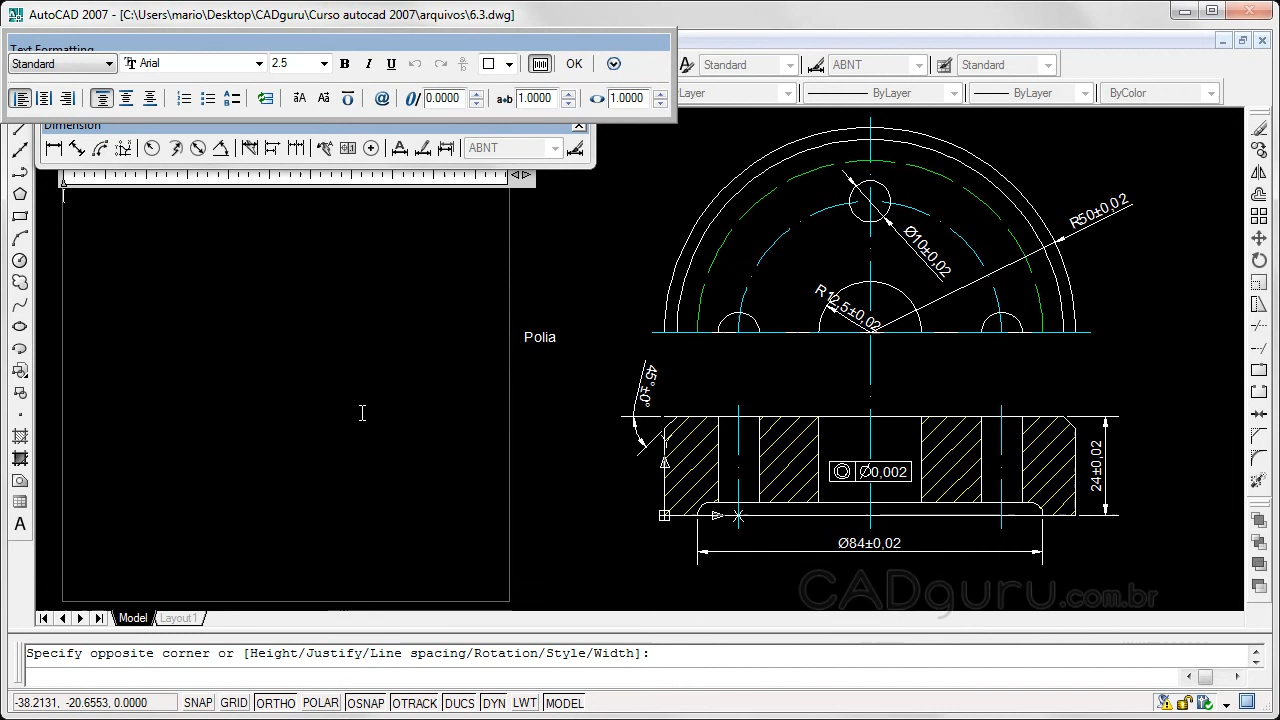 AutoCAD 2007 - [C:\Users\mario\Desktop\CADguru\Curso autocad 2007\arquivos\6.3.dwg]
Text Formatting
Standard Arial 2.5 B I U OK
Standard ABNT Standard
0/ 0.0000 a•b 1.0000 1.0000
yLayer ByLayer ByLayer ByColor
Dimension
ABNT
R50±0,02
Ø10±0,02
R12,5±0,02
Polia
45°±0°
Ø0,002
24±0,02
Ø84±0,02
CADguru.com.br
Model Layout1
Specify opposite corner or [Height/Justify/Line spacing/Rotation/Style/Width]:
-38.2131, -20.6553, 0.0000 SNAP GRID ORTHO POLAR OSNAP OTRACK DUCS DYN LWT MODEL